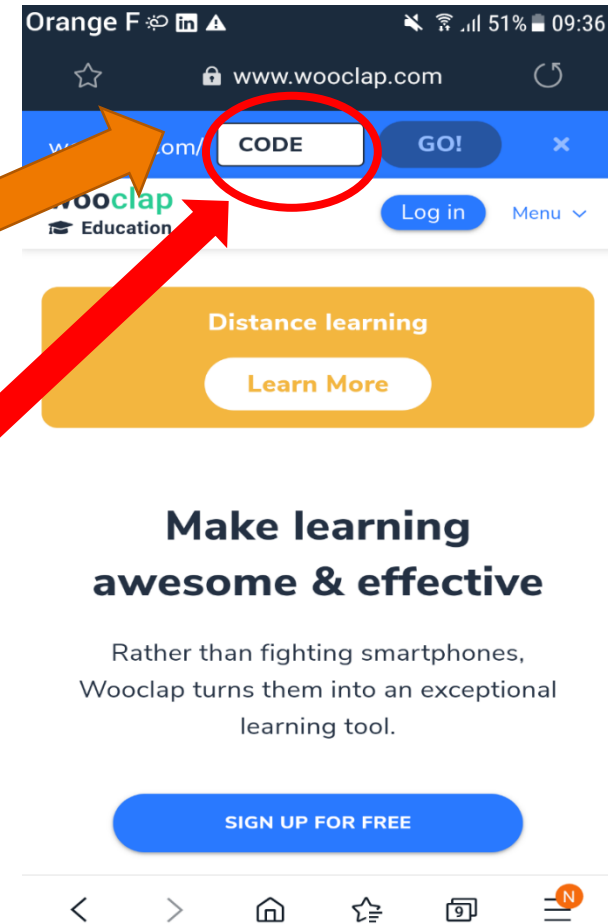 Orange F 51% 09:36
www.wooclap.com
com/ CODE GO! ×
wooclap Log in Menu
Education
Distance learning
Learn More
Make learning
awesome & effective
Rather than fighting smartphones,
Wooclap turns them into an exceptional
learning tool.
SIGN UP FOR FREE
9 N